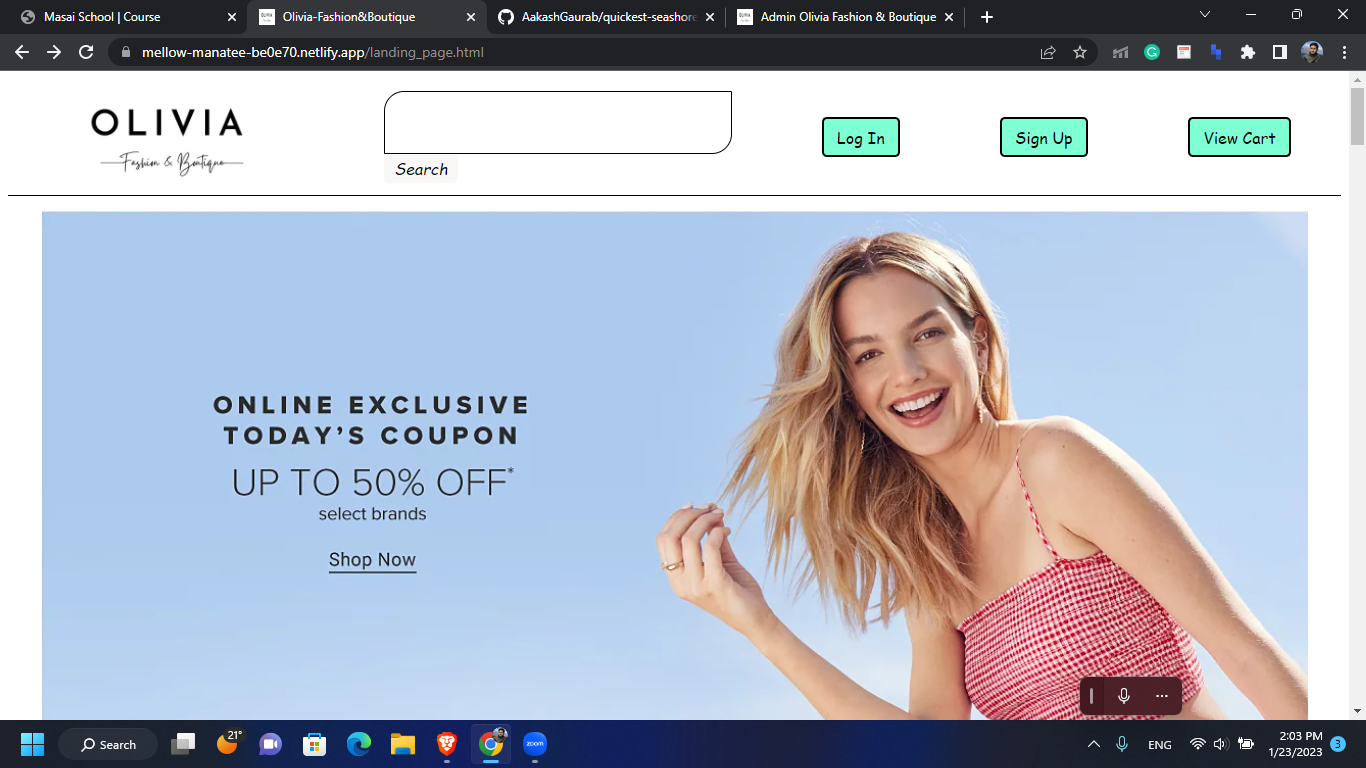 Masai School | Course
Olivia-Fashion&Boutique
AakashGaurab/quickest-seashore
Admin Olivia Fashion & Boutique
mellow-manatee-be0e70.netlify.app/landing_page.html
OLIVIA
Fashion & Boutique
Search
Log In
Sign Up
View Cart
ONLINE EXCLUSIVE
TODAY'S COUPON
UP TO 50% OFF*
select brands
Shop Now
Search
21°
zoom
ENG
2:03 PM
1/23/2023
3